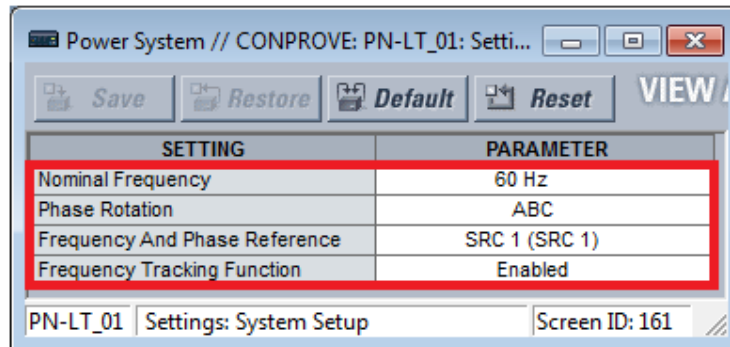 Power System // CONPROVE: PN-LT_01: Setti...
Save Restore Default Reset VIEW
SETTING PARAMETER
Nominal Frequency 60 Hz
Phase Rotation ABC
Frequency And Phase Reference SRC 1 (SRC 1)
Frequency Tracking Function Enabled
PN-LT_01 Settings: System Setup Screen ID: 161